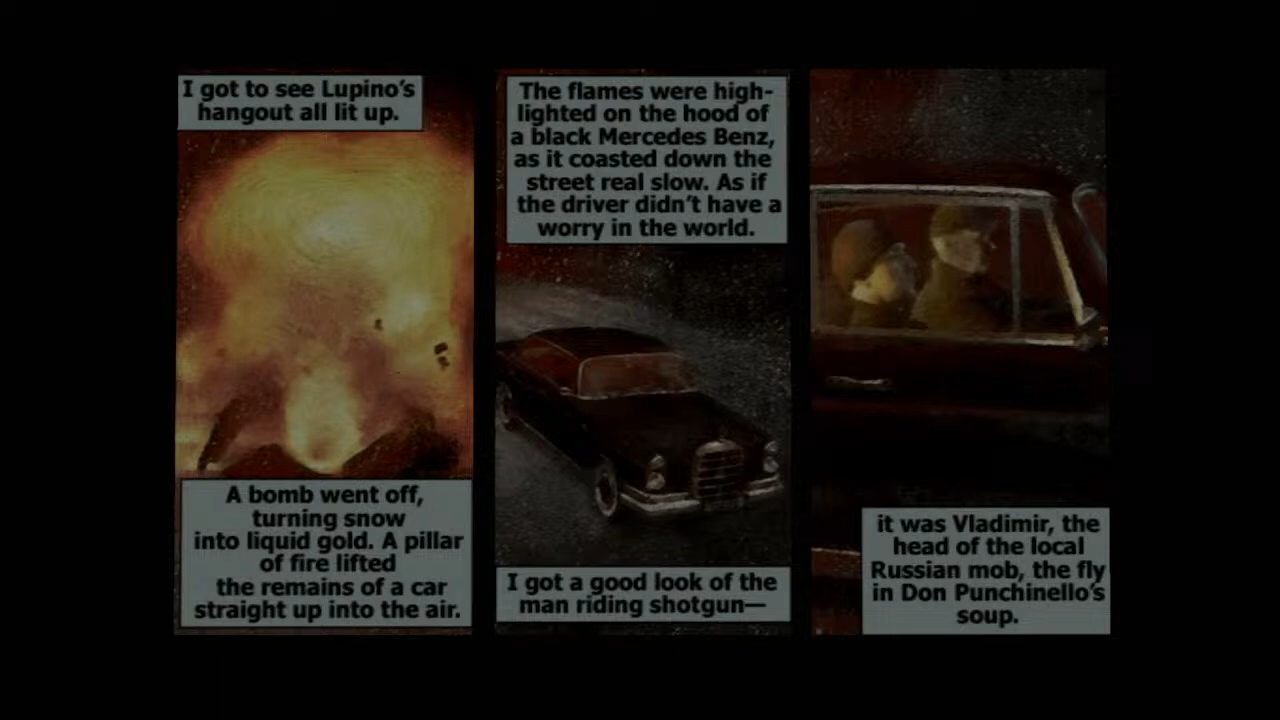 I got to see Lupino's
hangout all lit up.
A bomb went off,
turning snow
into liquid gold. A pillar
of fire lifted
the remains of a car
straight up into the air.
The flames were high-
lighted on the hood of
a black Mercedes Benz,
as it coasted down the
street real slow. As if
the driver didn't have a
worry in the world.
I got a good look of the
man riding shotgun—
it was Vladimir, the
head of the local
Russian mob, the fly
in Don Punchinello's
soup.